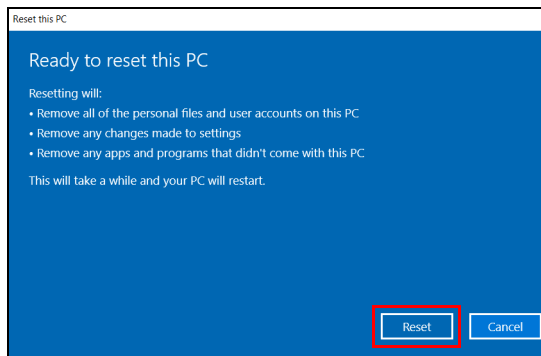 Reset this PC
Ready to reset this PC
Resetting will:
• Remove all of the personal files and user accounts on this PC
• Remove any changes made to settings
• Remove any apps and programs that didn't come with this PC
This will take a while and your PC will restart.
Reset Cancel